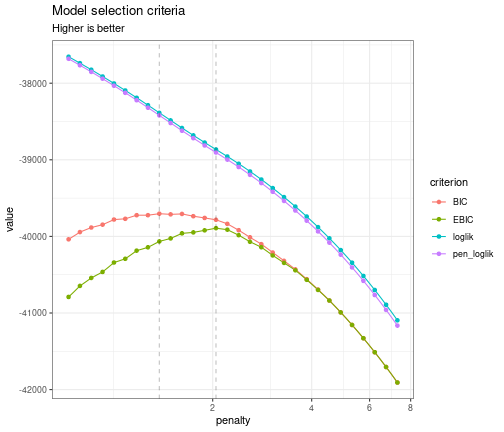 Model selection criteria
Higher is better
value
-38000
-39000
-40000
-41000
-42000
2
4
6
8
penalty
criterion
BIC
EBIC
loglik
pen_loglik